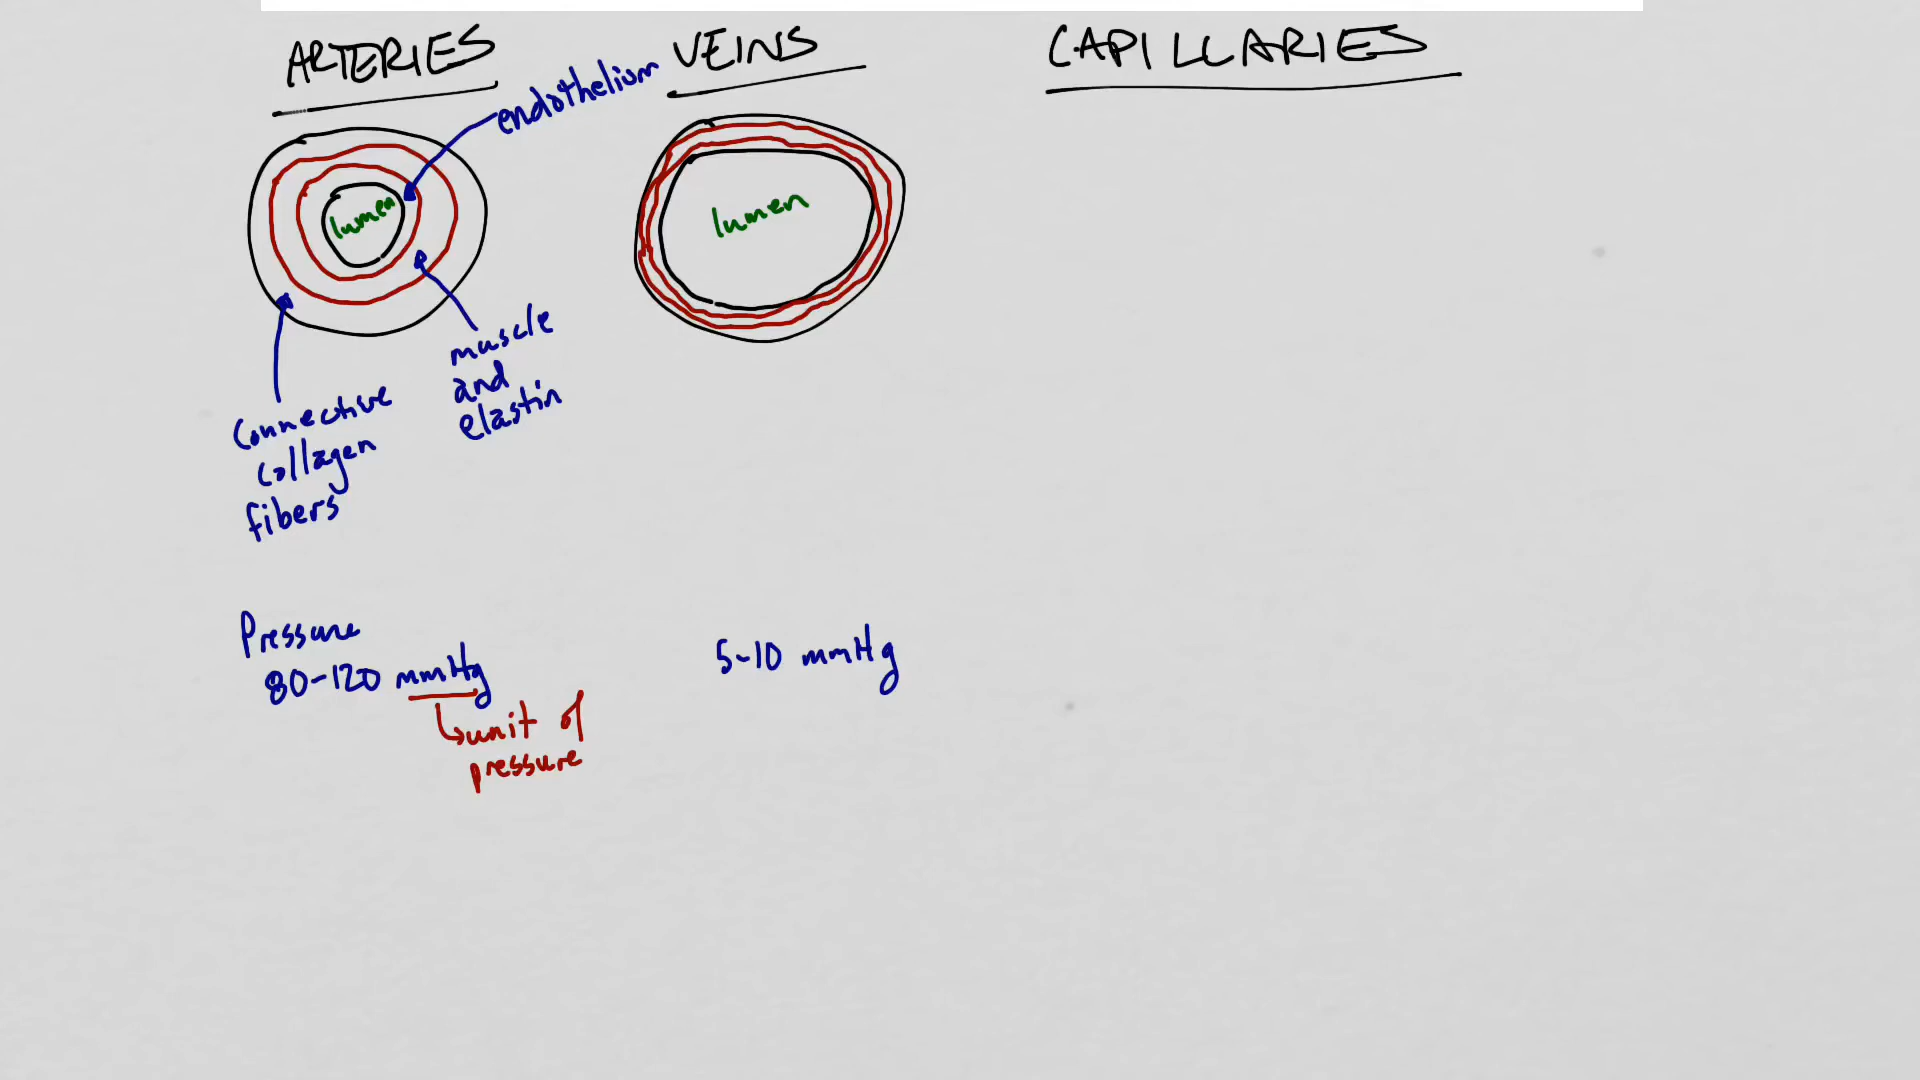 ARTERIES
VEINS
CAPILLARIES
endothelium
lumen
lumen
muscle
and
elastin
Connective
collagen
fibers
Pressure
80-120 mmHg
5-10 mmHg
unit of
pressure